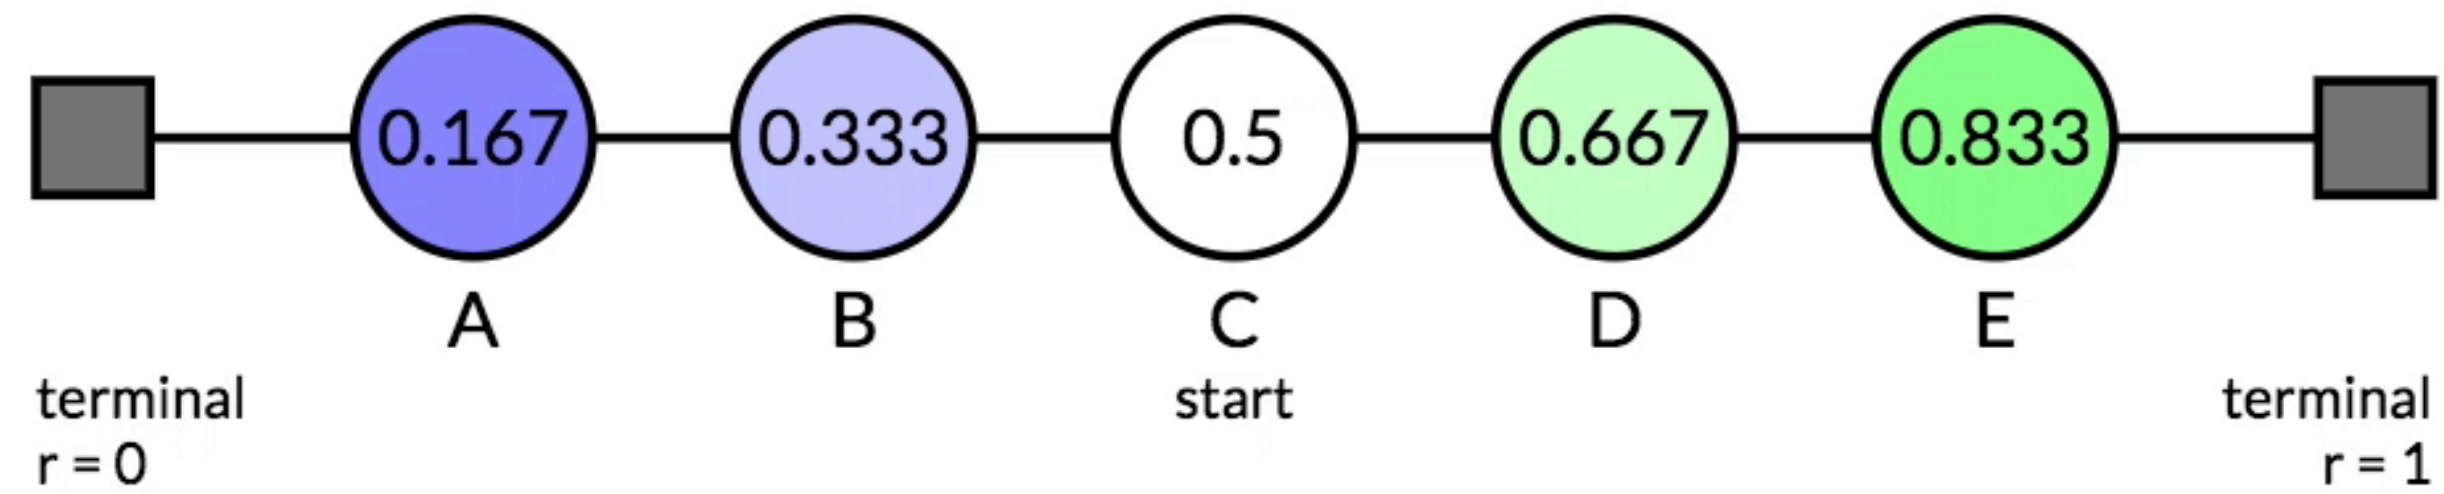 0.167 0.333 0.5 0.667 0.833
A B C D E
terminal start terminal
r = 0 r = 1